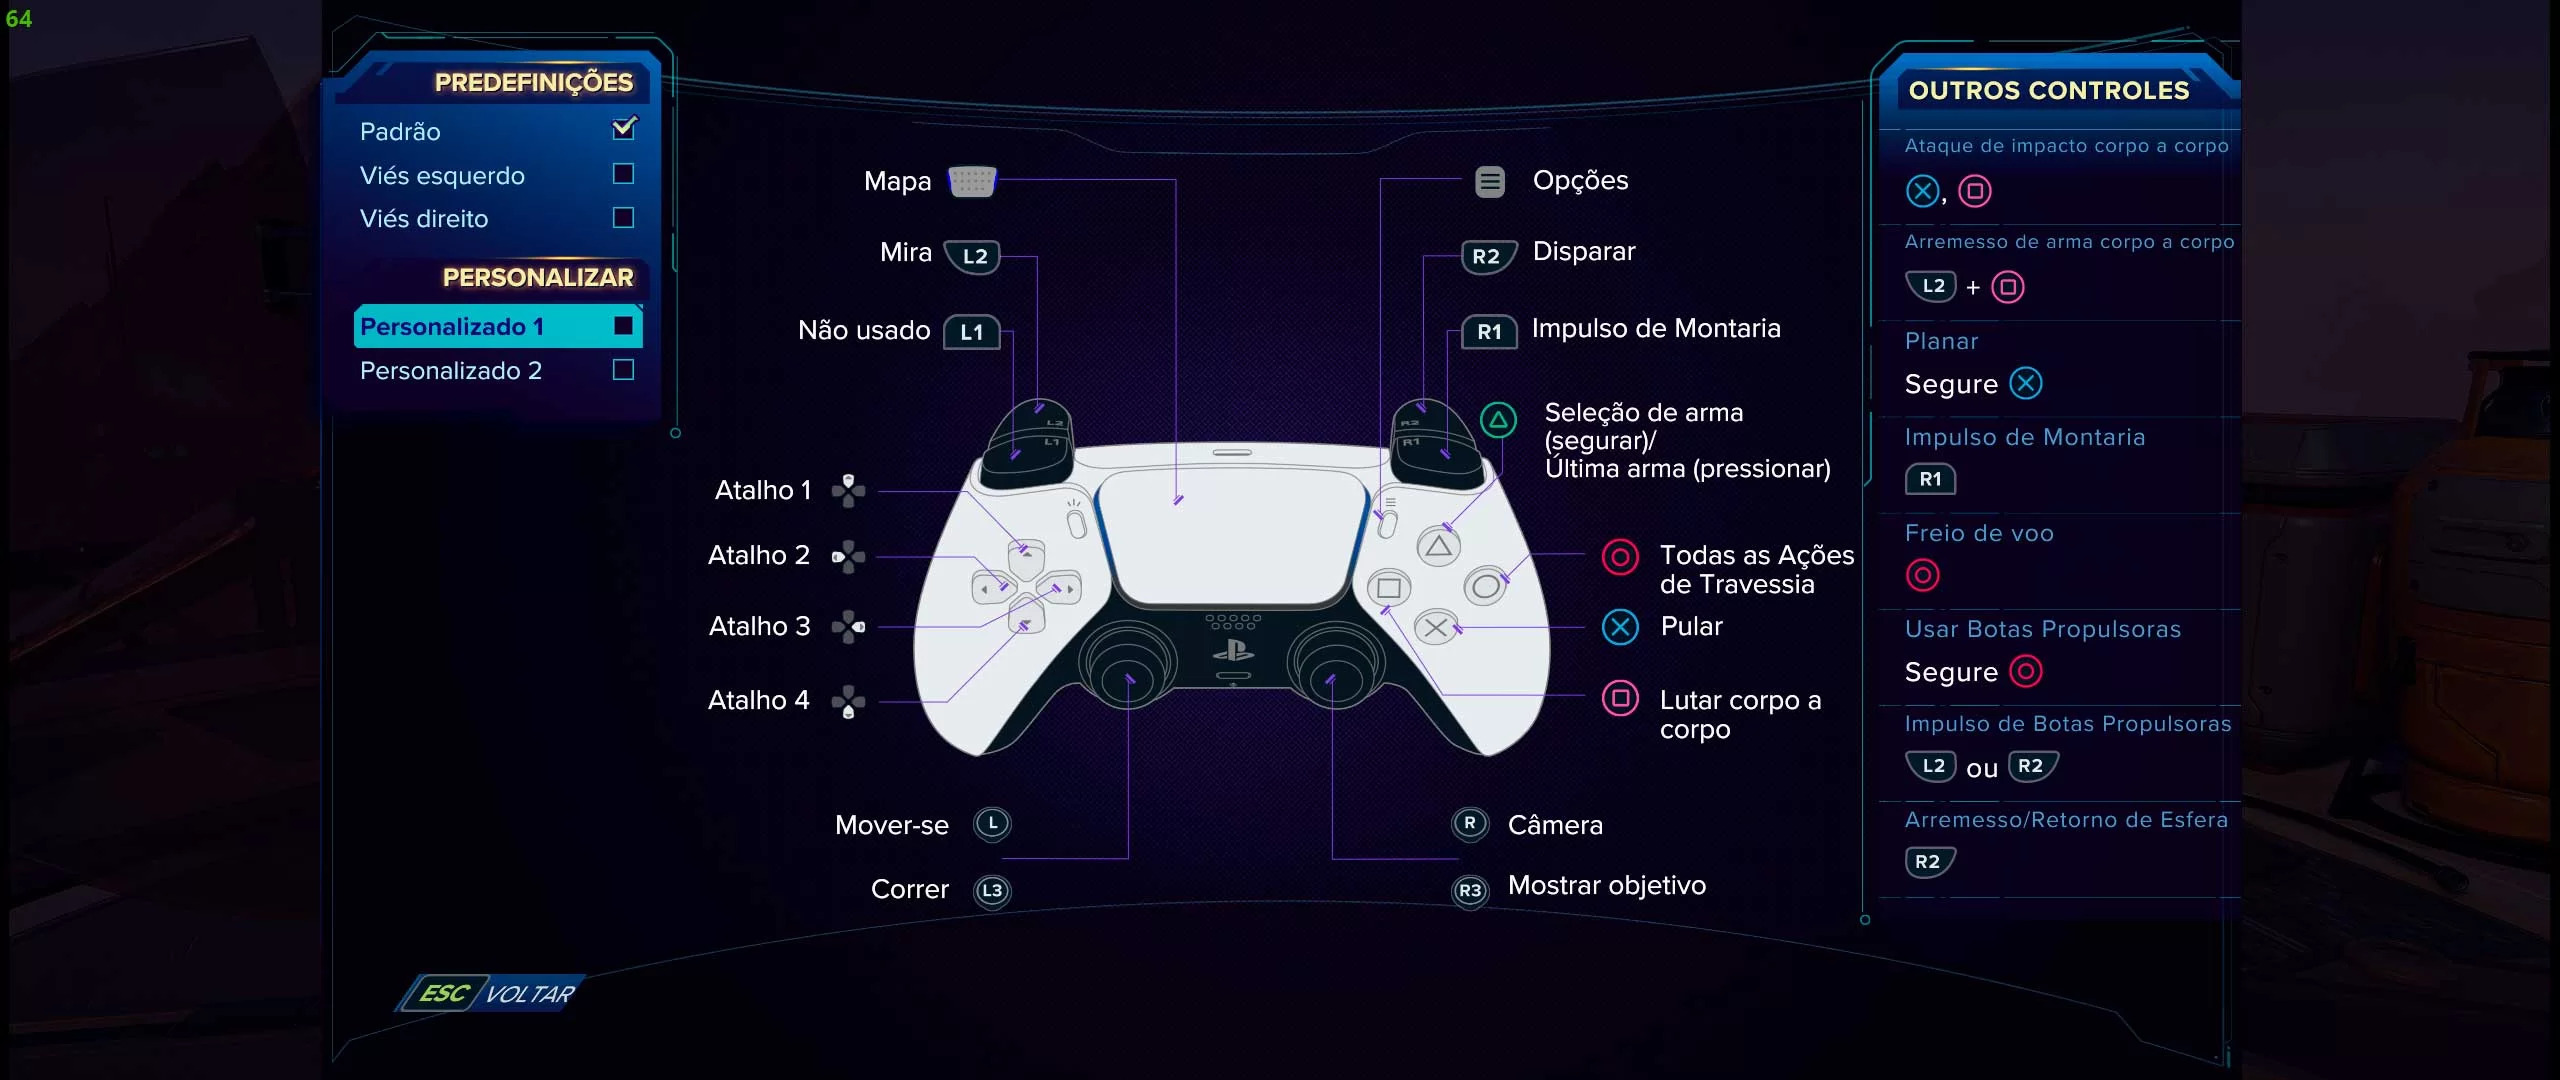 64
PREDEFINIÇÕES
Padrão
Viés esquerdo
Viés direito
PERSONALIZAR
Personalizado 1
Personalizado 2
Mapa
Mira L2
Não usado L1
Atalho 1
Atalho 2
Atalho 3
Atalho 4
Mover-se L
Correr L3
Opções
R2 Disparar
R1 Impulso de Montaria
Seleção de arma
(segurar)/
Última arma (pressionar)
Todas as Ações
de Travessia
Pular
Lutar corpo a
corpo
R Câmera
R3 Mostrar objetivo
L2
L1
R2
R1
OUTROS CONTROLES
Ataque de impacto corpo a corpo
,
Arremesso de arma corpo a corpo
L2 +
Planar
Segure
Impulso de Montaria
R1
Freio de voo
Usar Botas Propulsoras
Segure
Impulso de Botas Propulsoras
L2 ou R2
Arremesso/Retorno de Esfera
R2
ESC VOLTAR